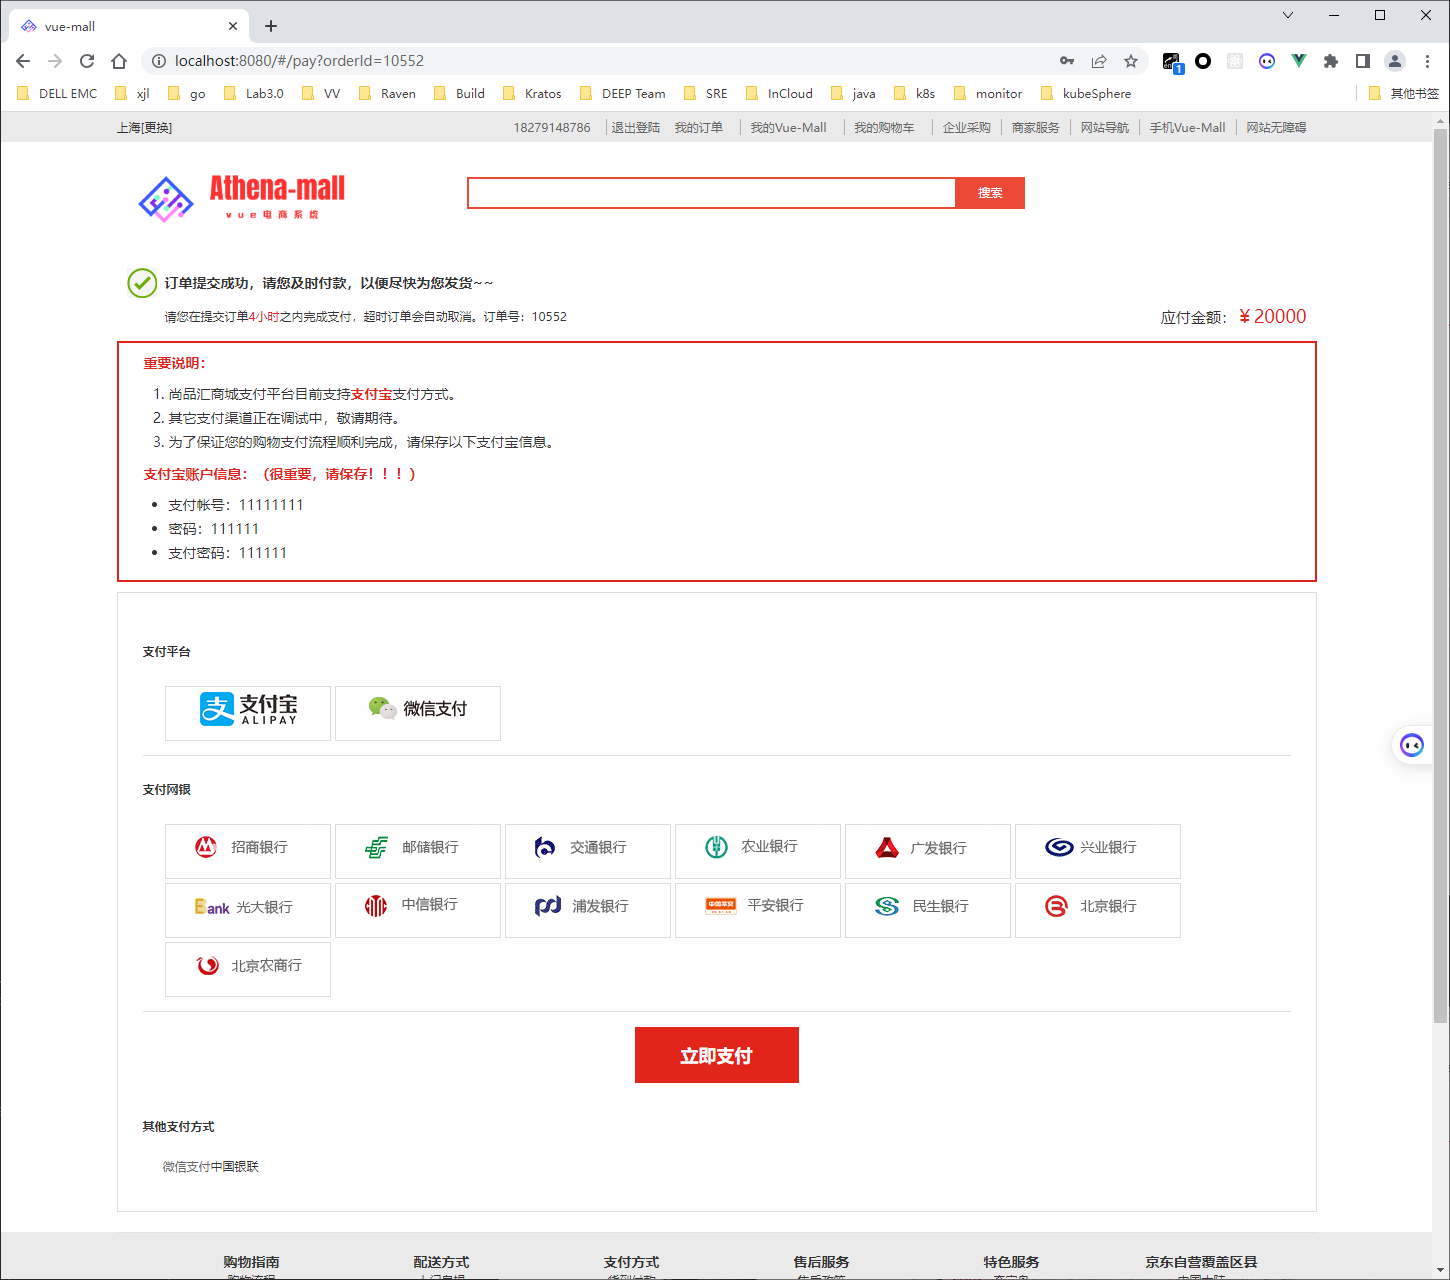 vue-mall
localhost:8080/#/pay?orderId=10552
1
DELL EMC xjl go Lab3.0 VV Raven Build Kratos DEEP Team SRE InCloud java k8s monitor kubeSphere 其他书签
上海[更换] 18279148786 退出登陆 我的订单 我的Vue-Mall 我的购物车 企业采购 商家服务 网站导航 手机Vue-Mall 网站无障碍
Athena-mall
vue电商系统
搜索
订单提交成功，请您及时付款，以便尽快为您发货~~
请您在提交订单4小时之内完成支付，超时订单会自动取消。订单号：10552
应付金额：￥20000
重要说明：
1. 尚品汇商城支付平台目前支持支付宝支付方式。
2. 其它支付渠道正在调试中，敬请期待。
3. 为了保证您的购物支付流程顺利完成，请保存以下支付宝信息。
支付宝账户信息：（很重要，请保存！！！）
支付帐号：11111111
密码：111111
支付密码：111111
支付平台
支 支付宝 ALIPAY 微信支付
支付网银
招商银行 邮储银行 交通银行 农业银行 广发银行 兴业银行
Bank 光大银行 中信银行 浦发银行 中国平安 平安银行 民生银行 北京银行
北京农商行
立即支付
其他支付方式
微信支付中国银联
购物指南 配送方式 支付方式 售后服务 特色服务 京东自营覆盖区县